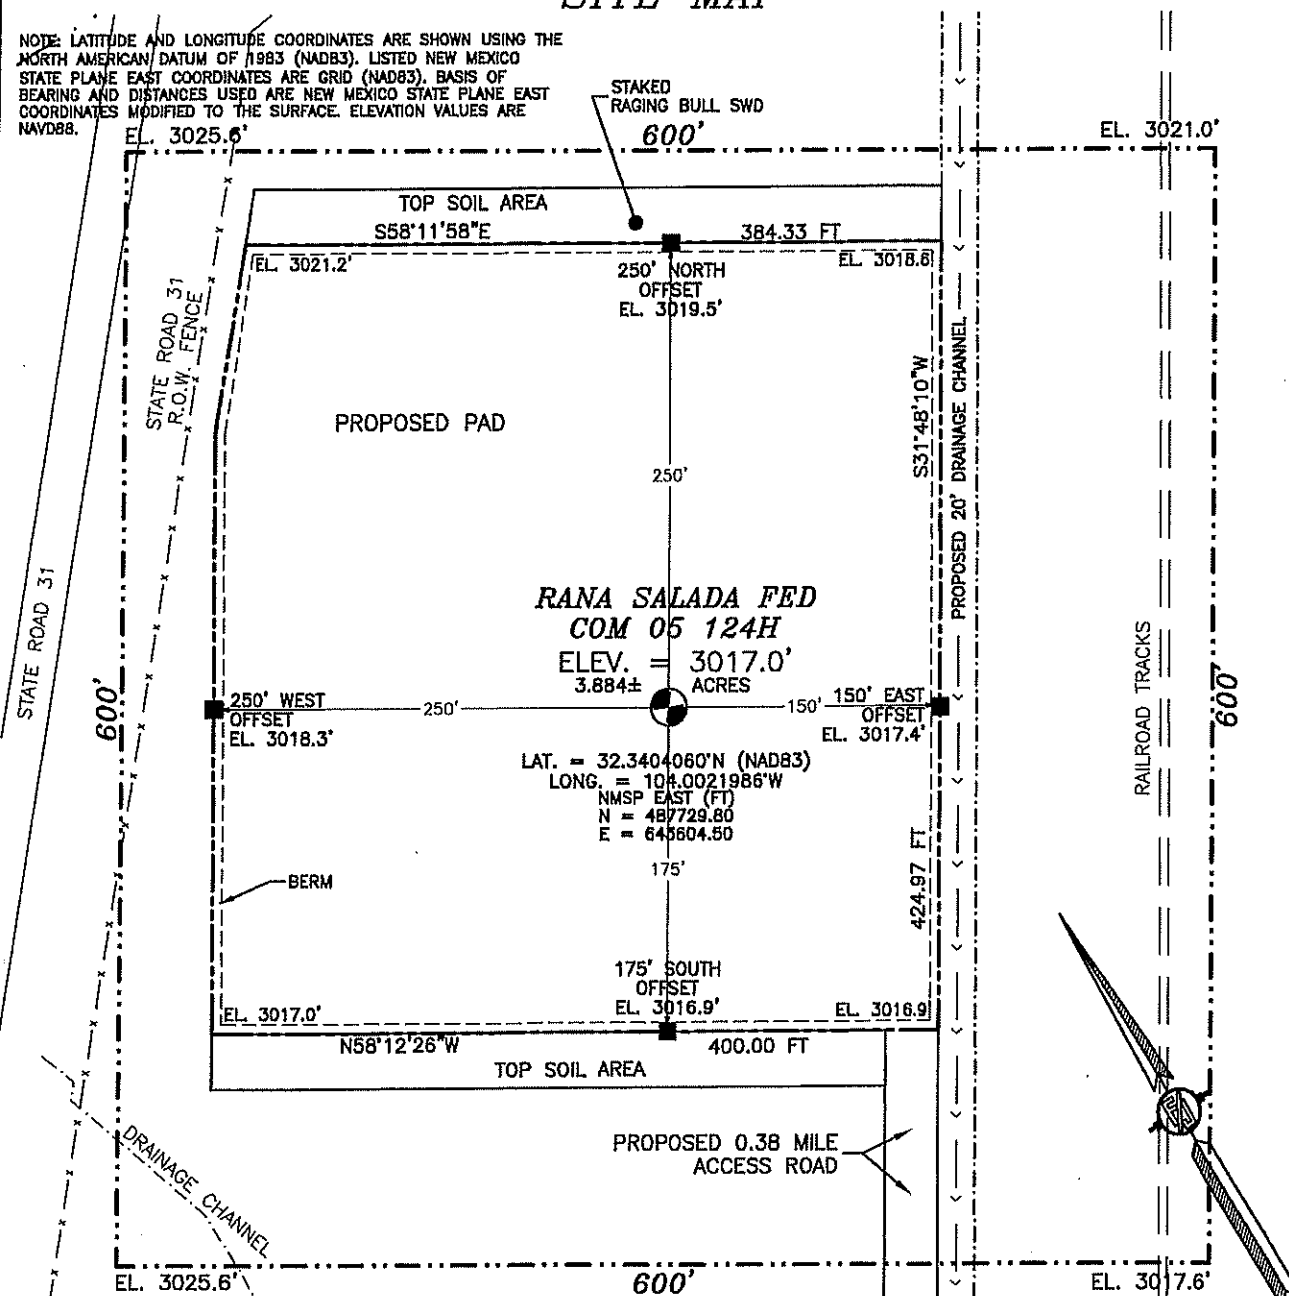 SITE MAP
NOTE: LATITUDE AND LONGITUDE COORDINATES ARE SHOWN USING THE
NORTH AMERICAN DATUM OF 1983 (NAD83). LISTED NEW MEXICO
STATE PLANE EAST COORDINATES ARE GRID (NAD83). BASIS OF
BEARING AND DISTANCES USED ARE NEW MEXICO STATE PLANE EAST
COORDINATES MODIFIED TO THE SURFACE. ELEVATION VALUES ARE
NAVD88.
STAKED
RAGING BULL SWD
EL. 3025.6'
600'
EL. 3021.0'
TOP SOIL AREA
S58°11'58"E
384.33 FT
EL. 3021.2'
250' NORTH
OFFSET
EL. 3019.5'
EL. 3018.6
STATE ROAD 31
R.O.W. FENCE
S31°48'10"W
PROPOSED 20' DRAINAGE CHANNEL
PROPOSED PAD
250'
STATE ROAD 31
RANA SALADA FED
COM 05 124H
ELEV. = 3017.0'
3.884± ACRES
600'
250' WEST
OFFSET
EL. 3018.3'
250'
150'
150' EAST
OFFSET
EL. 3017.4'
RAILROAD TRACKS
600'
LAT. = 32.3404060°N (NAD83)
LONG. = 104.0021986°W
NMSP EAST (FT)
N = 487729.80
E = 643604.50
175'
BERM
424.97 FT
175' SOUTH
OFFSET
EL. 3016.9'
EL. 3017.0'
EL. 3016.9
N58°12'26"W
400.00 FT
TOP SOIL AREA
DRAINAGE CHANNEL
PROPOSED 0.38 MILE
ACCESS ROAD
EL. 3025.6'
600'
EL. 3017.6'